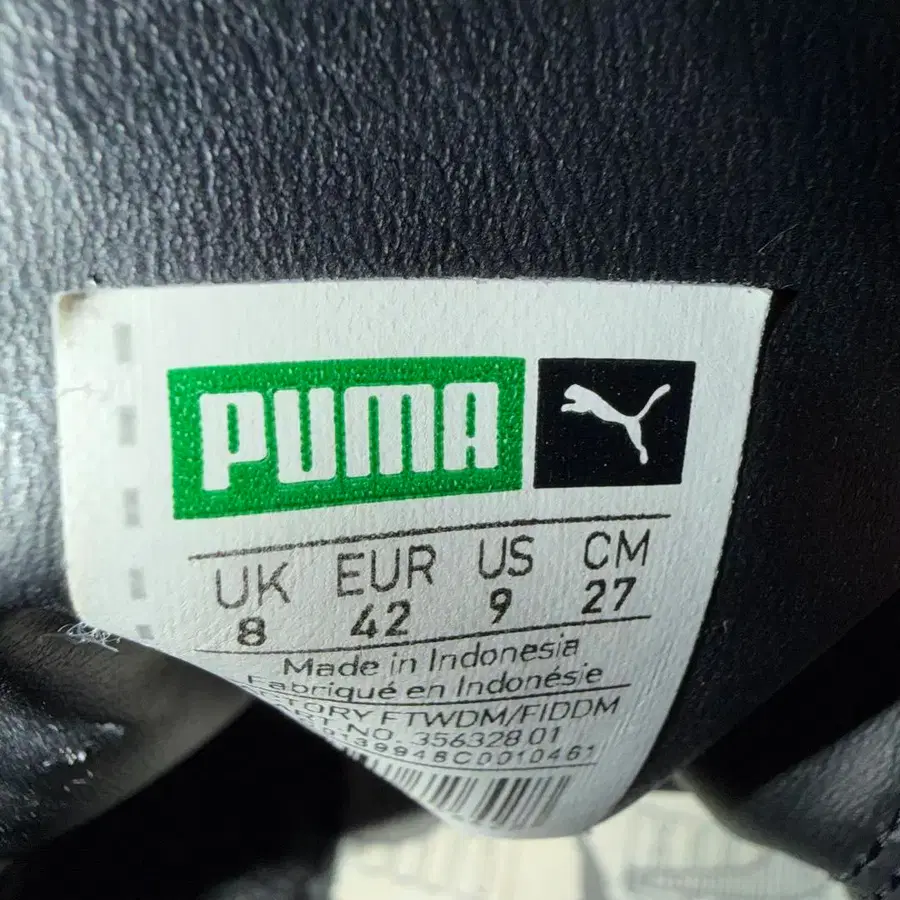 PUMA
UK EUR US CM
8 42 9 27
Made in Indonesia
Fabriqué en Indonésie
FTWDM/FIDDM
NO. 356328 01